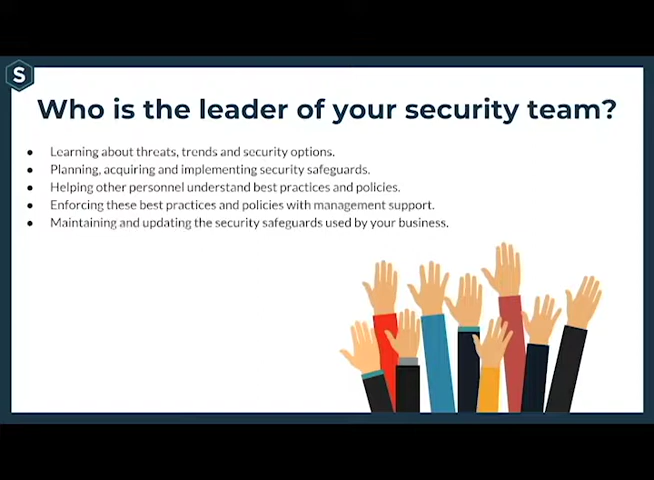 S
Who is the leader of your security team?
● Learning about threats, trends and security options.
● Planning, acquiring and implementing security safeguards.
● Helping other personnel understand best practices and policies.
● Enforcing these best practices and policies with management support.
● Maintaining and updating the security safeguards used by your business.